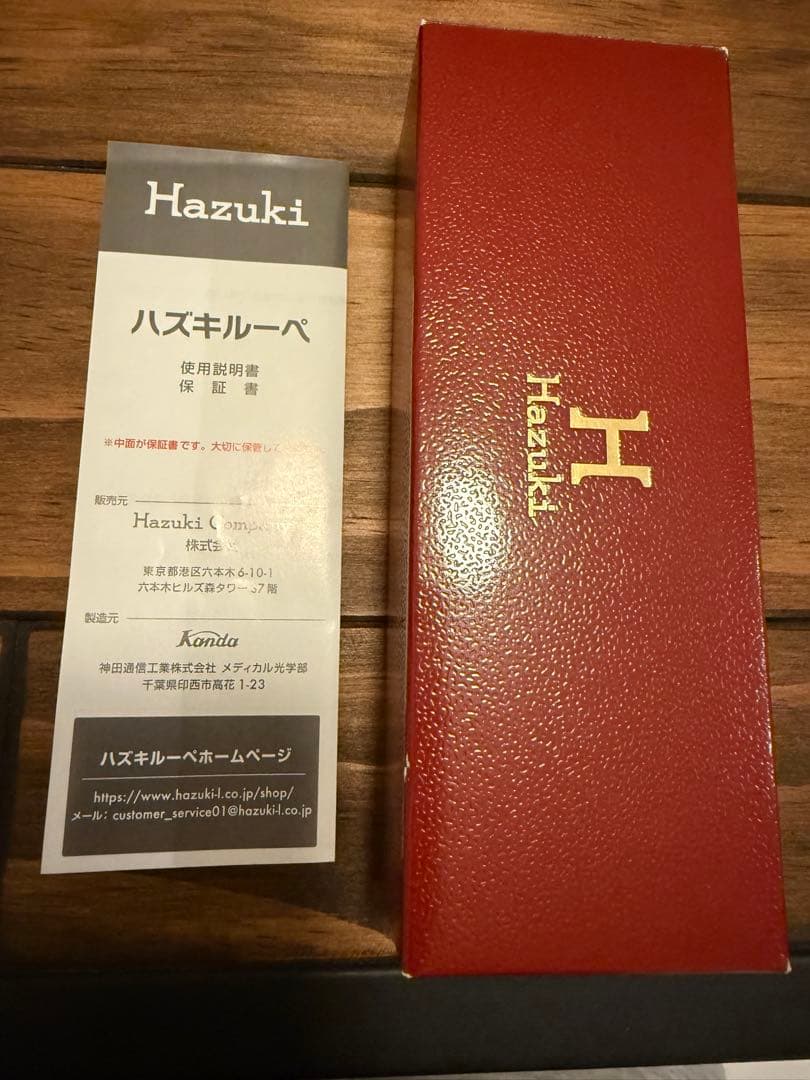 Hazuki
ハズキルーペ
使用説明書
保証書
※中面が保証書です。大切に保管し
販売元
Hazuki
株式会
東京都港区六本木6-10-1
六本木ヒルズ森タワー
製造元
Kanda
神田通信工業株式会社 メディカル光学部
千葉県印西市高花1-23
ハズキルーペホームページ
https://www.hazuki-l.co.jp/shop/
メール：customer_service01@hazuki-l.co.jp
H
Hazuki